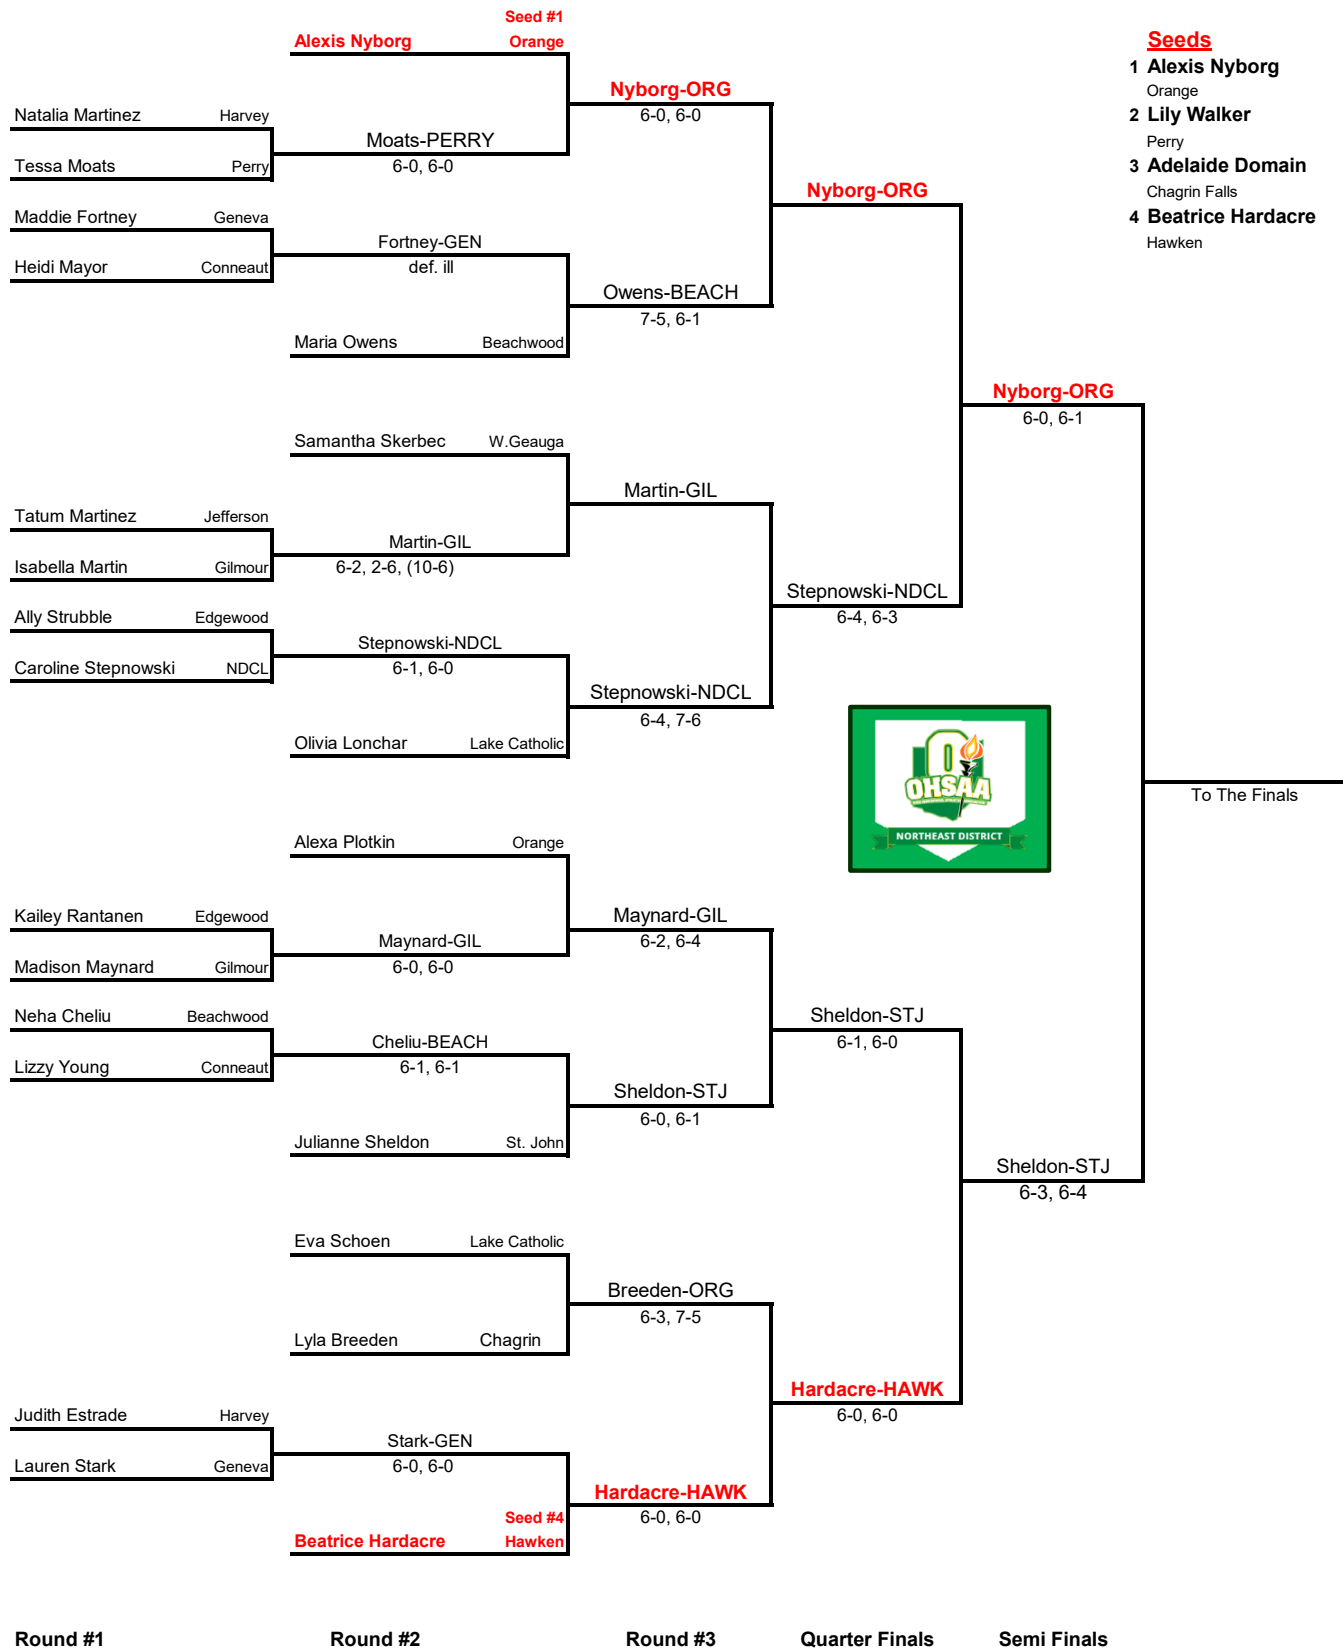 Seed #1
Alexis Nyborg Orange
Seeds
1 Alexis Nyborg
Orange
2 Lily Walker
Perry
3 Adelaide Domain
Chagrin Falls
4 Beatrice Hardacre
Hawken
Nyborg-ORG
6-0, 6-0
Natalia Martinez Harvey
Moats-PERRY
6-0, 6-0
Tessa Moats Perry
Nyborg-ORG
Maddie Fortney Geneva
Fortney-GEN
def. ill
Heidi Mayor Conneaut
Owens-BEACH
7-5, 6-1
Maria Owens Beachwood
Nyborg-ORG
6-0, 6-1
Samantha Skerbec W.Geauga
Martin-GIL
Tatum Martinez Jefferson
Martin-GIL
6-2, 2-6, (10-6)
Isabella Martin Gilmour
Stepnowski-NDCL
6-4, 6-3
Ally Strubble Edgewood
Stepnowski-NDCL
6-1, 6-0
Caroline Stepnowski NDCL
Stepnowski-NDCL
6-4, 7-6
Olivia Lonchar Lake Catholic
OHSAA
NORTHEAST DISTRICT
To The Finals
Alexa Plotkin Orange
Kailey Rantanen Edgewood
Maynard-GIL
6-2, 6-4
Maynard-GIL
6-0, 6-0
Madison Maynard Gilmour
Neha Cheliu Beachwood
Sheldon-STJ
6-1, 6-0
Cheliu-BEACH
6-1, 6-1
Lizzy Young Conneaut
Sheldon-STJ
6-0, 6-1
Julianne Sheldon St. John
Sheldon-STJ
6-3, 6-4
Eva Schoen Lake Catholic
Breeden-ORG
6-3, 7-5
Lyla Breeden Chagrin
Hardacre-HAWK
6-0, 6-0
Judith Estrade Harvey
Stark-GEN
6-0, 6-0
Lauren Stark Geneva
Hardacre-HAWK
6-0, 6-0
Seed #4
Beatrice Hardacre Hawken
Round #1 Round #2 Round #3 Quarter Finals Semi Finals